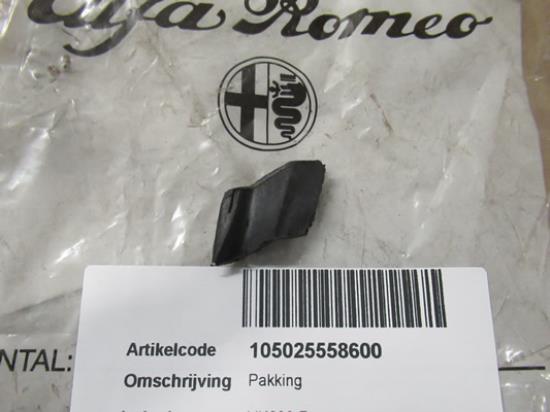 Alfa Romeo
Artikelcode 105025558600
NTAL:
Omschrijving Pakking